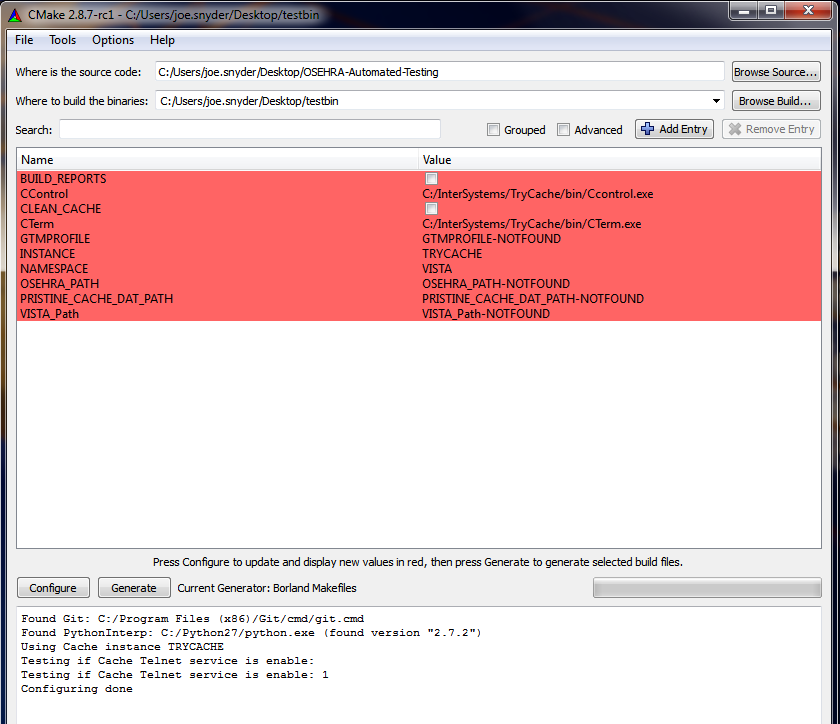 CMake 2.8.7-rc1 - C:/Users/joe.snyder/Desktop/testbin
File Tools Options Help
Where is the source code: C:/Users/joe.snyder/Desktop/OSEHRA-Automated-Testing Browse Source...
Where to build the binaries: C:/Users/joe.snyder/Desktop/testbin Browse Build...
Search: Grouped Advanced Add Entry Remove Entry
Name Value
BUILD_REPORTS
CControl C:/InterSystems/TryCache/bin/Ccontrol.exe
CLEAN_CACHE
CTerm C:/InterSystems/TryCache/bin/CTerm.exe
GTMPROFILE GTMPROFILE-NOTFOUND
INSTANCE TRYCACHE
NAMESPACE VISTA
OSEHRA_PATH OSEHRA_PATH-NOTFOUND
PRISTINE_CACHE_DAT_PATH PRISTINE_CACHE_DAT_PATH-NOTFOUND
VISTA_Path VISTA_Path-NOTFOUND
Press Configure to update and display new values in red, then press Generate to generate selected build files.
Configure Generate Current Generator: Borland Makefiles
Found Git: C:/Program Files (x86)/Git/cmd/git.cmd
Found PythonInterp: C:/Python27/python.exe (found version "2.7.2")
Using Cache instance TRYCACHE
Testing if Cache Telnet service is enable:
Testing if Cache Telnet service is enable: 1
Configuring done